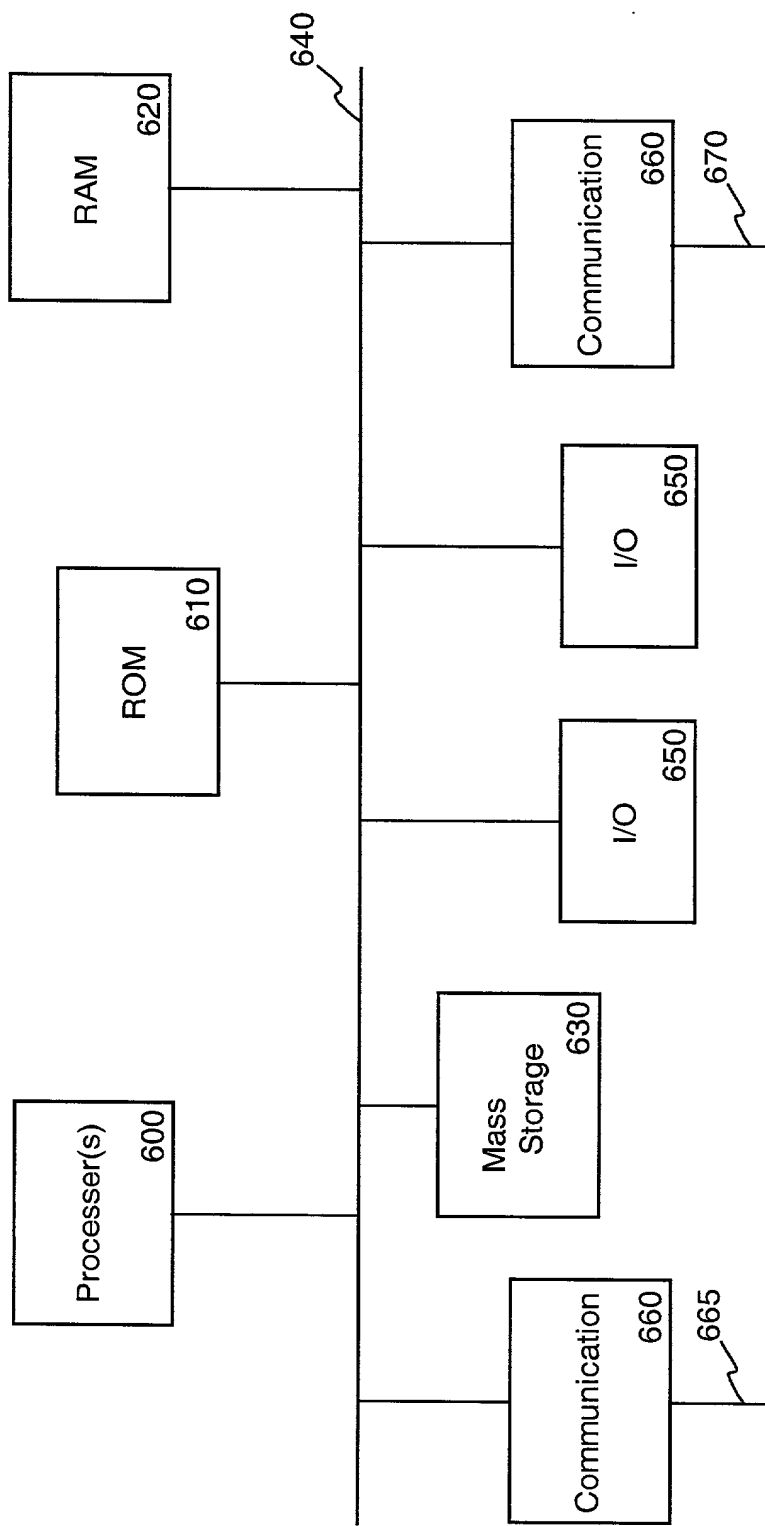 Processer(s)
600
ROM
610
RAM
620
640
Communication
660
665
Mass
Storage
630
I/O
650
I/O
650
Communication
660
670